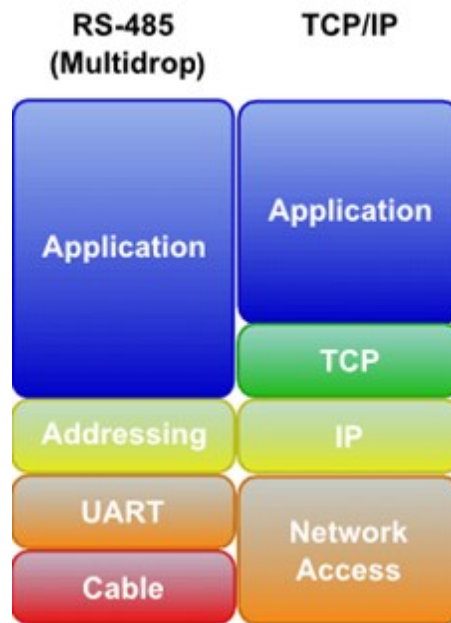 RS-485
(Multidrop)
TCP/IP
Application
Application
TCP
Addressing
IP
UART
Network
Access
Cable